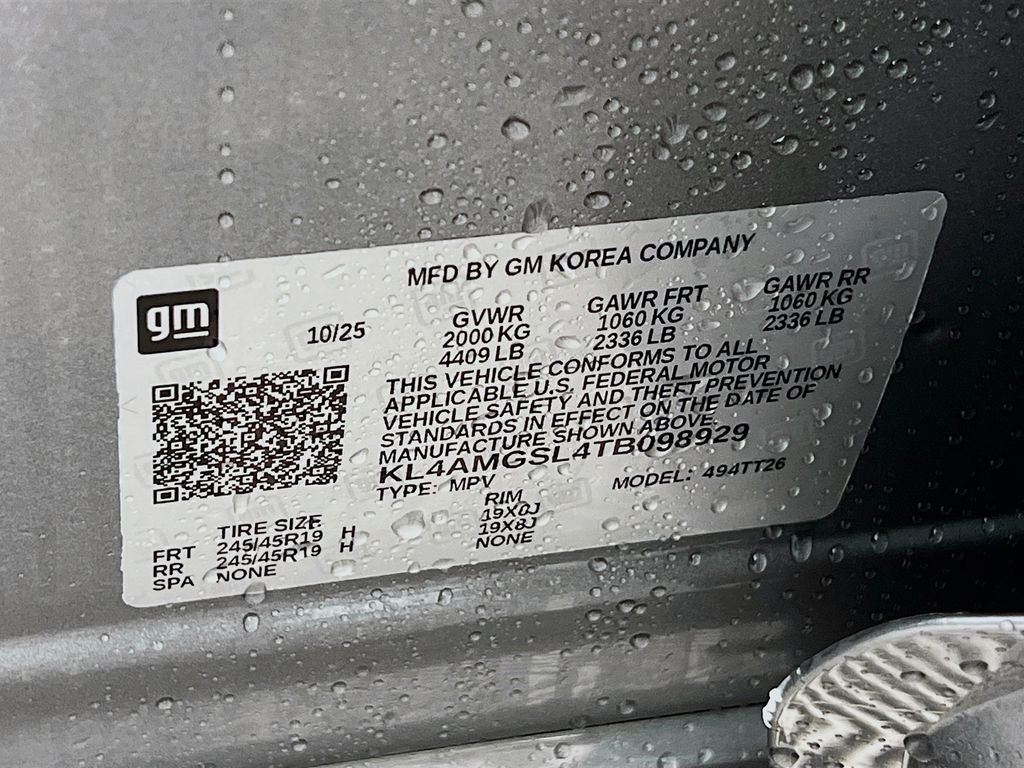 MFD BY GM KOREA COMPANY
gm
10/25
GVWR GAWR FRT GAWR RR
2000 KG 1060 KG 1060 KG
4409 LB 2336 LB 2336 LB
THIS VEHICLE CONFORMS TO ALL
APPLICABLE U.S. FEDERAL MOTOR
VEHICLE SAFETY AND THEFT PREVENTION
STANDARDS IN EFFECT ON THE DATE OF
MANUFACTURE SHOWN ABOVE.
KL4AMGSL4TB098929
TYPE: MPV MODEL: 494TT26
TIRE SIZE RIM
FRT 245/45R19 H 19X8J
RR 245/45R19 H 19X8J
SPA NONE NONE